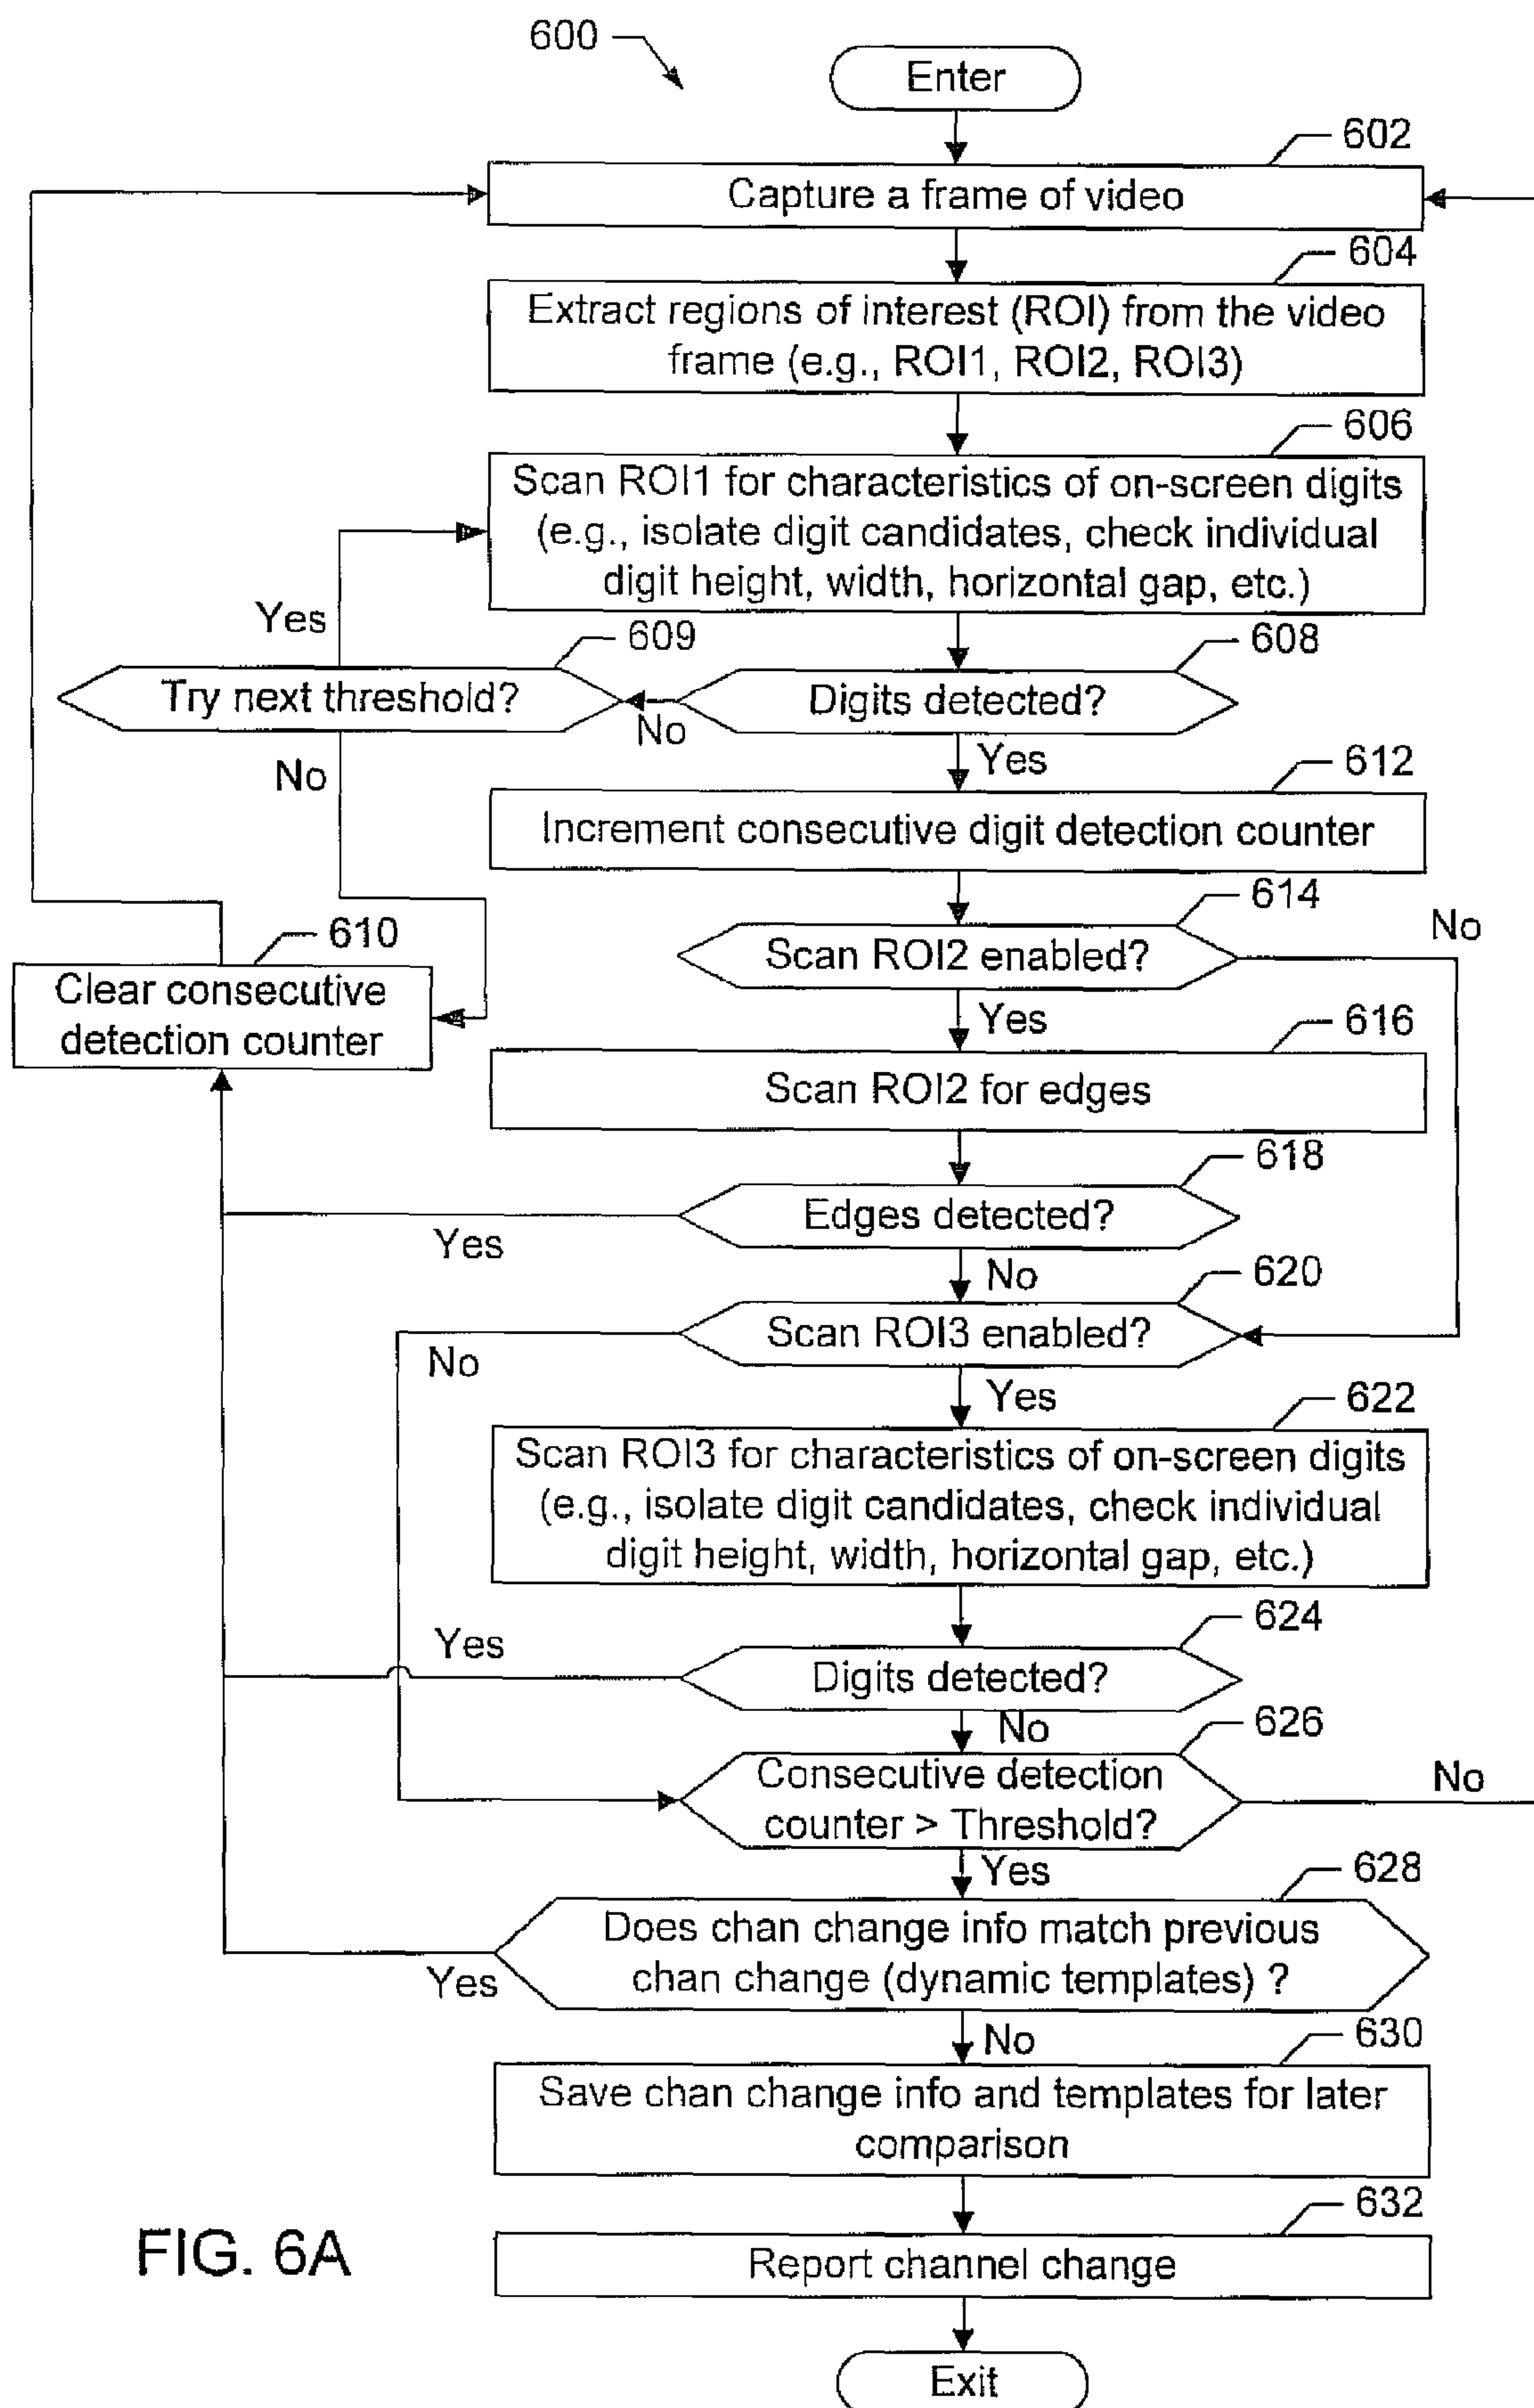 600
Enter
602
Capture a frame of video
604
Extract regions of interest (ROI) from the video
frame (e.g., ROI1, ROI2, ROI3)
606
Scan ROI1 for characteristics of on-screen digits
(e.g., isolate digit candidates, check individual
digit height, width, horizontal gap, etc.)
Yes
609
608
Try next threshold?
No
Digits detected?
No
Yes
612
Increment consecutive digit detection counter
614
No
Scan ROI2 enabled?
610
Clear consecutive
detection counter
Yes
616
Scan ROI2 for edges
618
Edges detected?
Yes
No
620
Scan ROI3 enabled?
No
Yes
622
Scan ROI3 for characteristics of on-screen digits
(e.g., isolate digit candidates, check individual
digit height, width, horizontal gap, etc.)
624
Yes
Digits detected?
No
626
Consecutive detection
counter > Threshold?
No
Yes
628
Does chan change info match previous
chan change (dynamic templates) ?
Yes
No
630
Save chan change info and templates for later
comparison
632
Report channel change
FIG. 6A
Exit